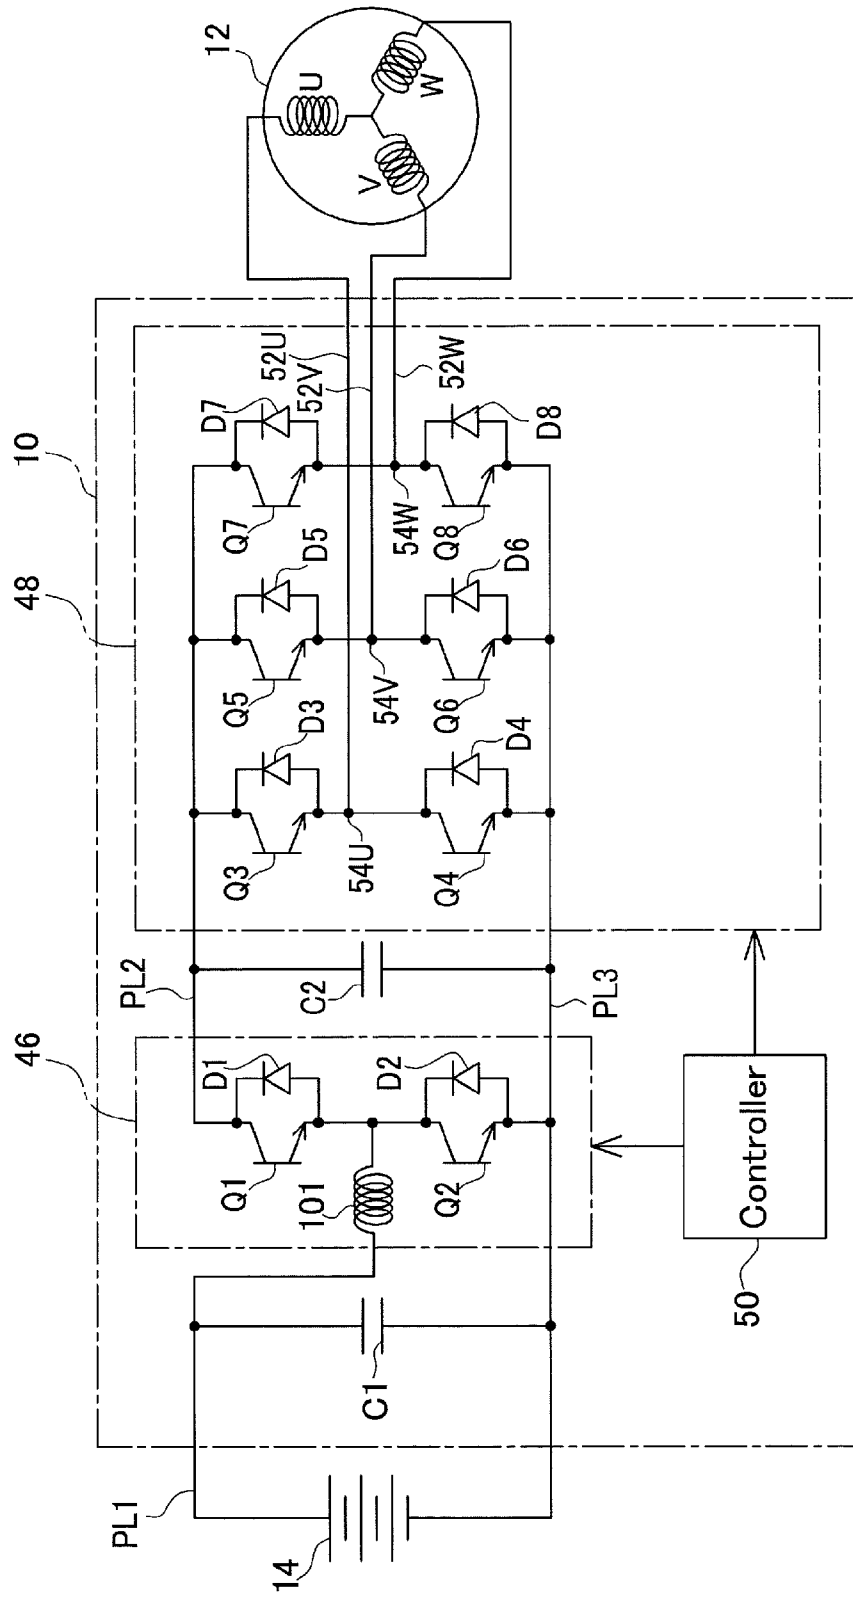 10
48
46
12
PL1
PL2
PL3
14
C1
C2
Q1
D1
101
Q2
D2
Q3
D3
Q5
D5
Q7
D7
52U
52V
52W
54U
54V
54W
Q4
D4
Q6
D6
Q8
D8
U
V
W
Controller
50